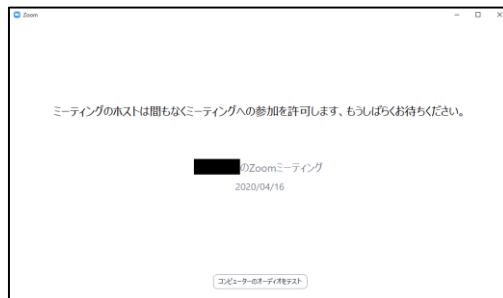 Zoom
ミーティングのホストは間もなくミーティングへの参加を許可します、もうしばらくお待ちください。
のZoomミーティング
2020/04/16
コンピューターのオーディオをテスト